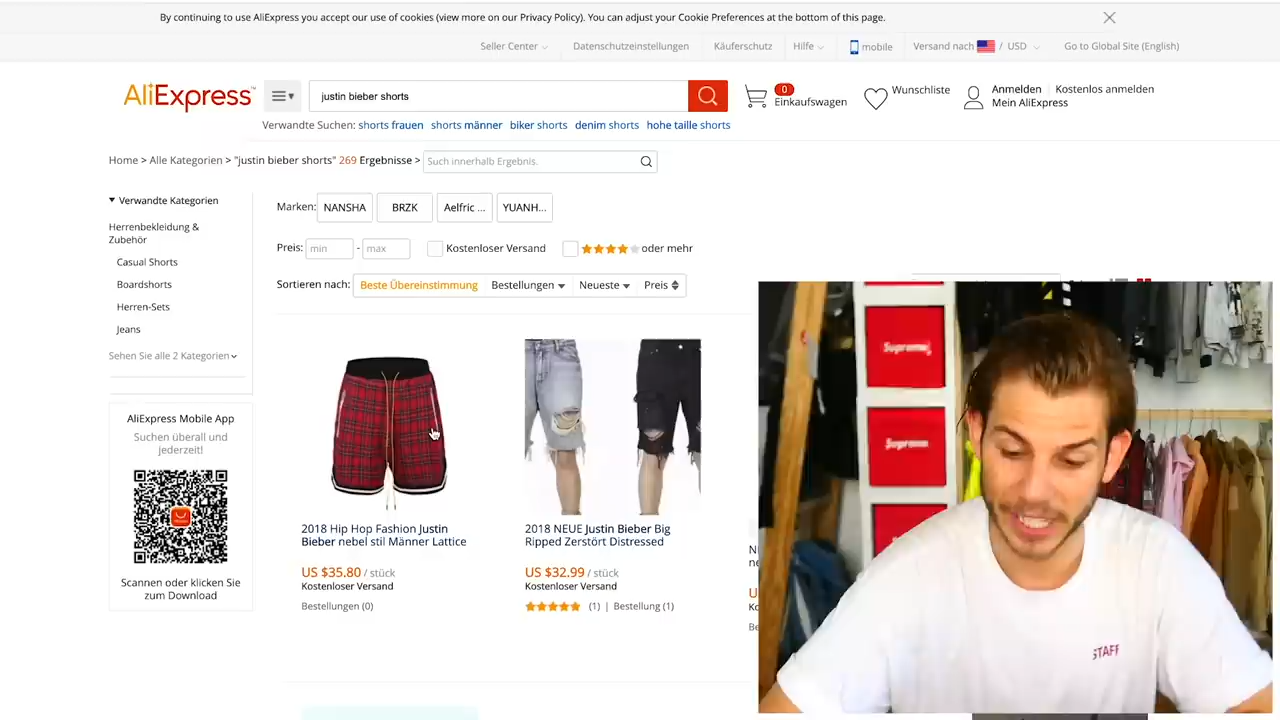 By continuing to use AliExpress you accept our use of cookies (view more on our Privacy Policy). You can adjust your Cookie Preferences at the bottom of this page.
Seller Center
Datenschutzeinstellungen
Käuferschutz
Hilfe
mobile
Versand nach / USD
Go to Global Site (English)
AliExpress™
justin bieber shorts
0
Einkaufswagen
Wunschliste
Anmelden
Kostenlos anmelden
Mein AliExpress
Verwandte Suchen: shorts frauen shorts männer biker shorts denim shorts hohe taille shorts
Home > Alle Kategorien > "justin bieber shorts" 269 Ergebnisse >
Such innerhalb Ergebnis.
Verwandte Kategorien
Herrenbekleidung &
Zubehör
Casual Shorts
Boardshorts
Herren-Sets
Jeans
Sehen Sie alle 2 Kategorien
Marken: NANSHA BRZK Aelfric ... YUANH...
Preis: min - max Kostenloser Versand oder mehr
Sortieren nach: Beste Übereinstimmung Bestellungen Neueste Preis
AliExpress Mobile App
Suchen überall und
jederzeit!
Scannen oder klicken Sie
zum Download
2018 Hip Hop Fashion Justin
Bieber nebel stil Männer Lattice
US $35.80 / stück
Kostenloser Versand
Bestellungen (0)
2018 NEUE Justin Bieber Big
Ripped Zerstört Distressed
US $32.99 / stück
Kostenloser Versand
(1) | Bestellung (1)
Supreme
Supreme
STAFF